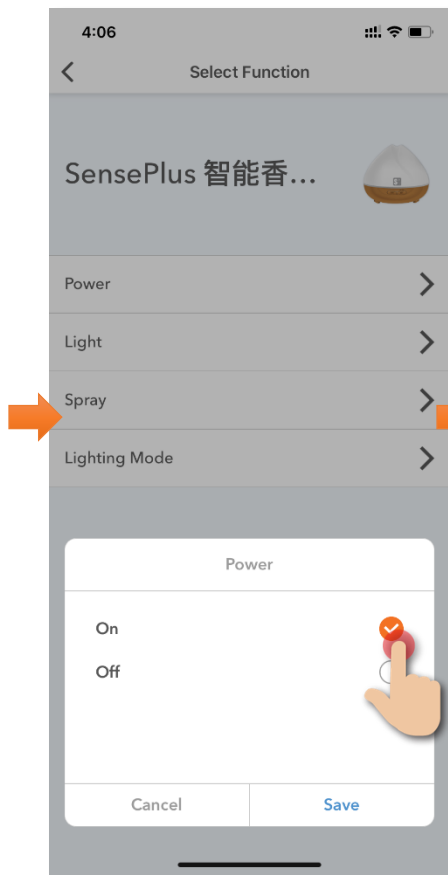 4:06
Select Function
SensePlus 智能香...
Power
Light
Spray
Lighting Mode
Power
On
Off
Cancel
Save